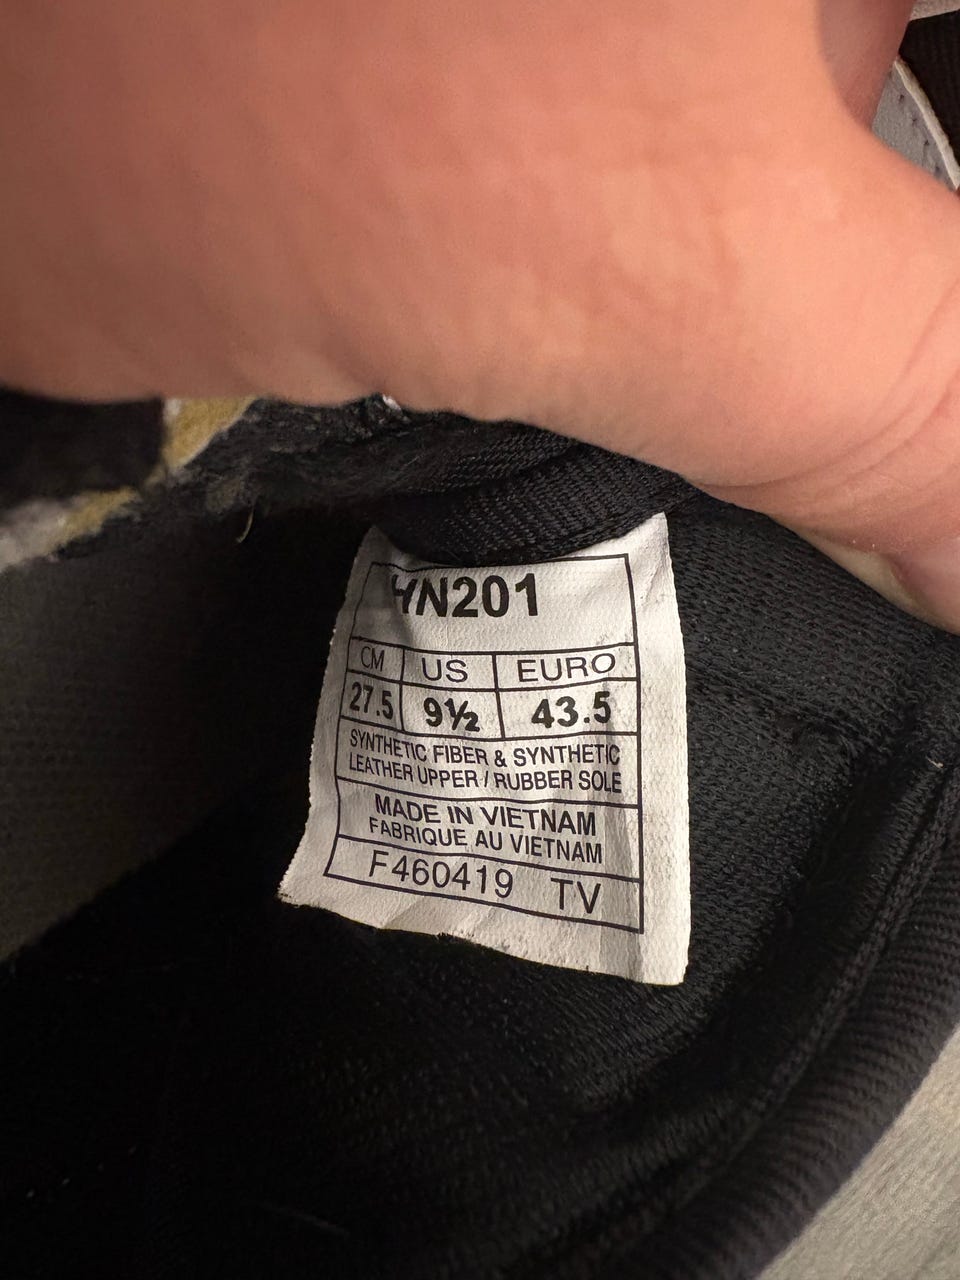 HN201
CM US EURO
27.5 9½ 43.5
SYNTHETIC FIBER & SYNTHETIC
LEATHER UPPER / RUBBER SOLE
MADE IN VIETNAM
FABRIQUE AU VIETNAM
F460419 TV